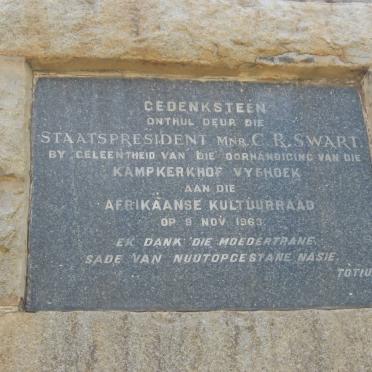 GEDENKSTEEN
ONTHUL DEUR DIE
STAATSPRESIDENT MNR. C. R. SWART.
BY GELEENTHEID VAN DIE OORHANDIGING VAN DIE
KAMPKERKHOF VYFHOEK
AAN DIE
AFRIKAANSE KULTUURRAAD
OP 9 NOV. 1963.
EK DANK DIE MOEDERTRANE,
SADE VAN NUUTOPGESTANE NASIE.
TOTIUS